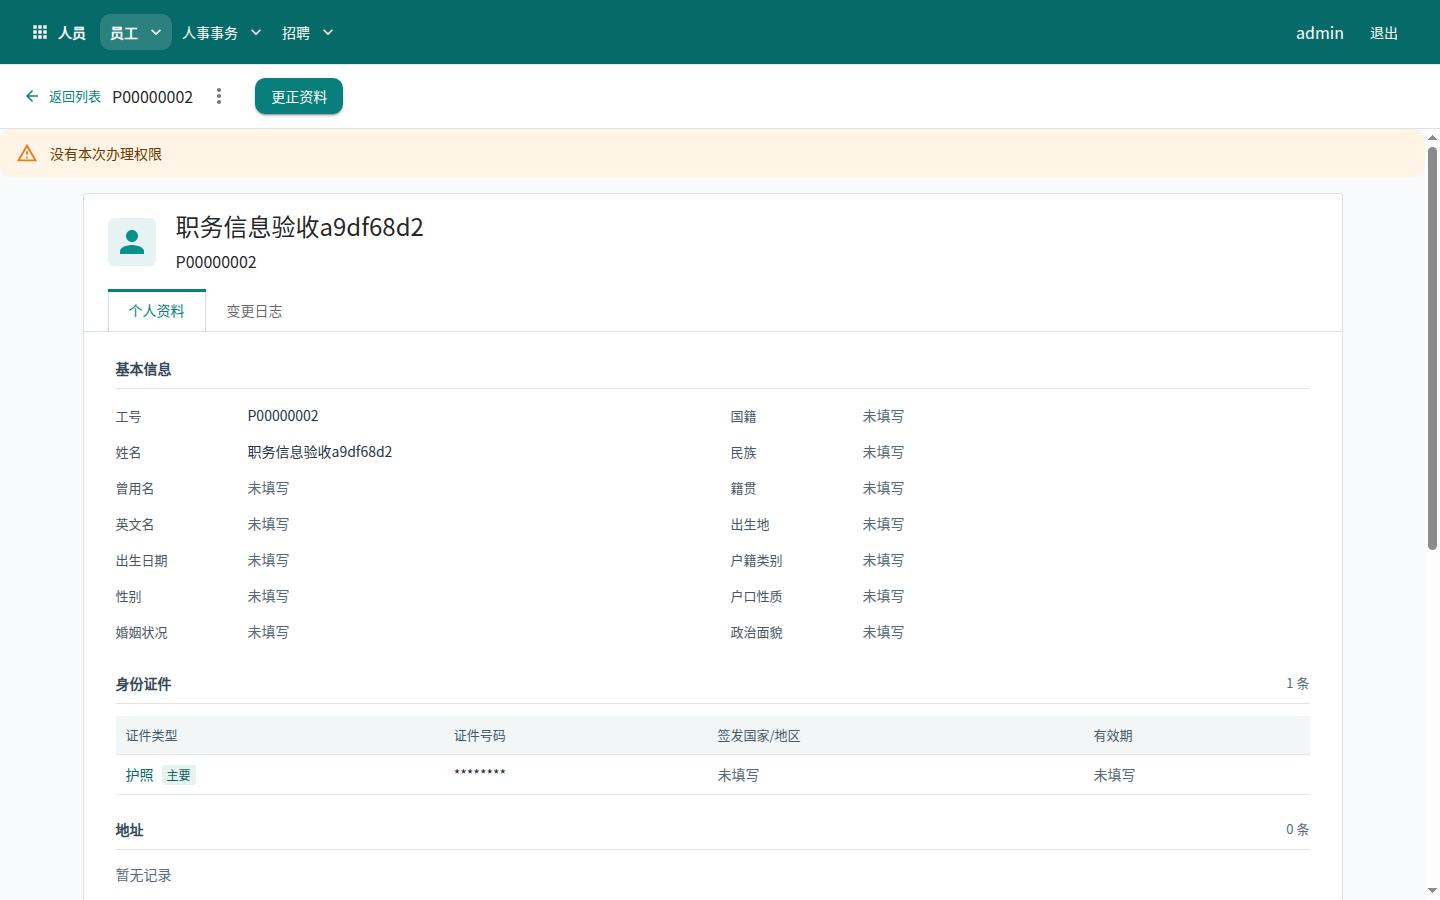 人员 员工 人事事务 招聘 admin 退出
返回列表 P00000002 更正资料
没有本次办理权限
职务信息验收a9df68d2
P00000002
个人资料 变更日志
基本信息
工号 P00000002 国籍 未填写
姓名 职务信息验收a9df68d2 民族 未填写
曾用名 未填写 籍贯 未填写
英文名 未填写 出生地 未填写
出生日期 未填写 户籍类别 未填写
性别 未填写 户口性质 未填写
婚姻状况 未填写 政治面貌 未填写
身份证件 1 条
证件类型 证件号码 签发国家/地区 有效期
护照 主要 ******** 未填写 未填写
地址 0 条
暂无记录